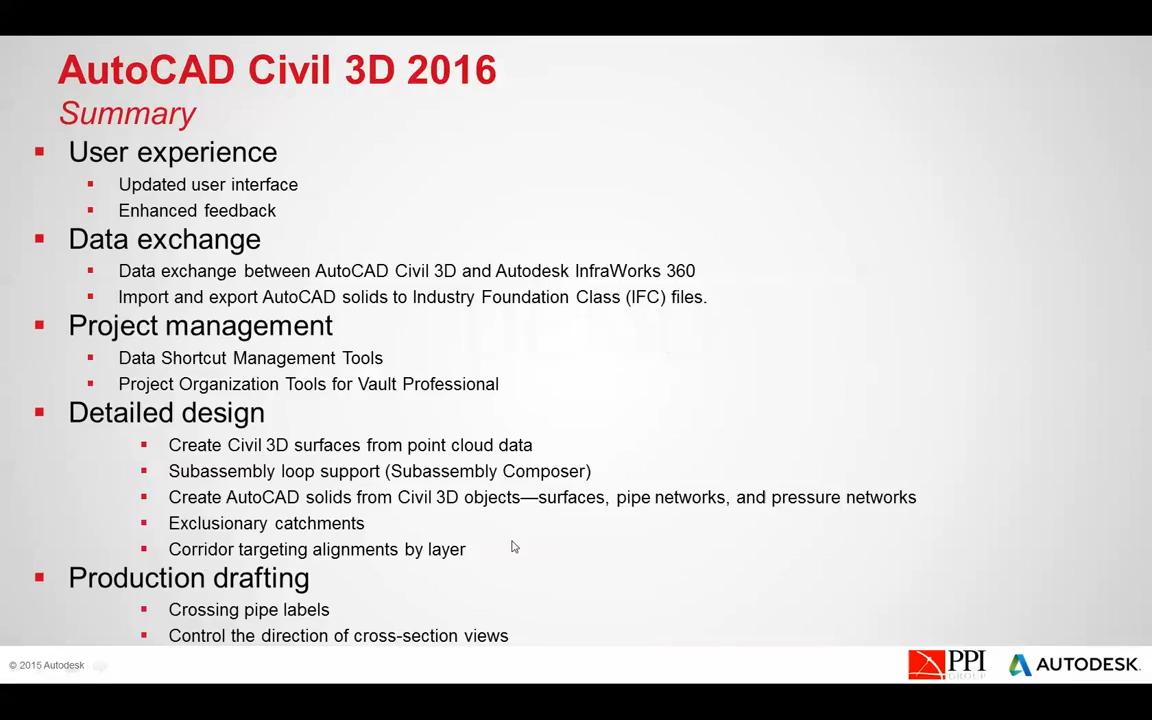 AutoCAD Civil 3D 2016
Summary
User experience
Updated user interface
Enhanced feedback
Data exchange
Data exchange between AutoCAD Civil 3D and Autodesk InfraWorks 360
Import and export AutoCAD solids to Industry Foundation Class (IFC) files.
Project management
Data Shortcut Management Tools
Project Organization Tools for Vault Professional
Detailed design
Create Civil 3D surfaces from point cloud data
Subassembly loop support (Subassembly Composer)
Create AutoCAD solids from Civil 3D objects—surfaces, pipe networks, and pressure networks
Exclusionary catchments
Corridor targeting alignments by layer
Production drafting
Crossing pipe labels
Control the direction of cross-section views
© 2015 Autodesk
PPI
GROUP
AUTODESK.